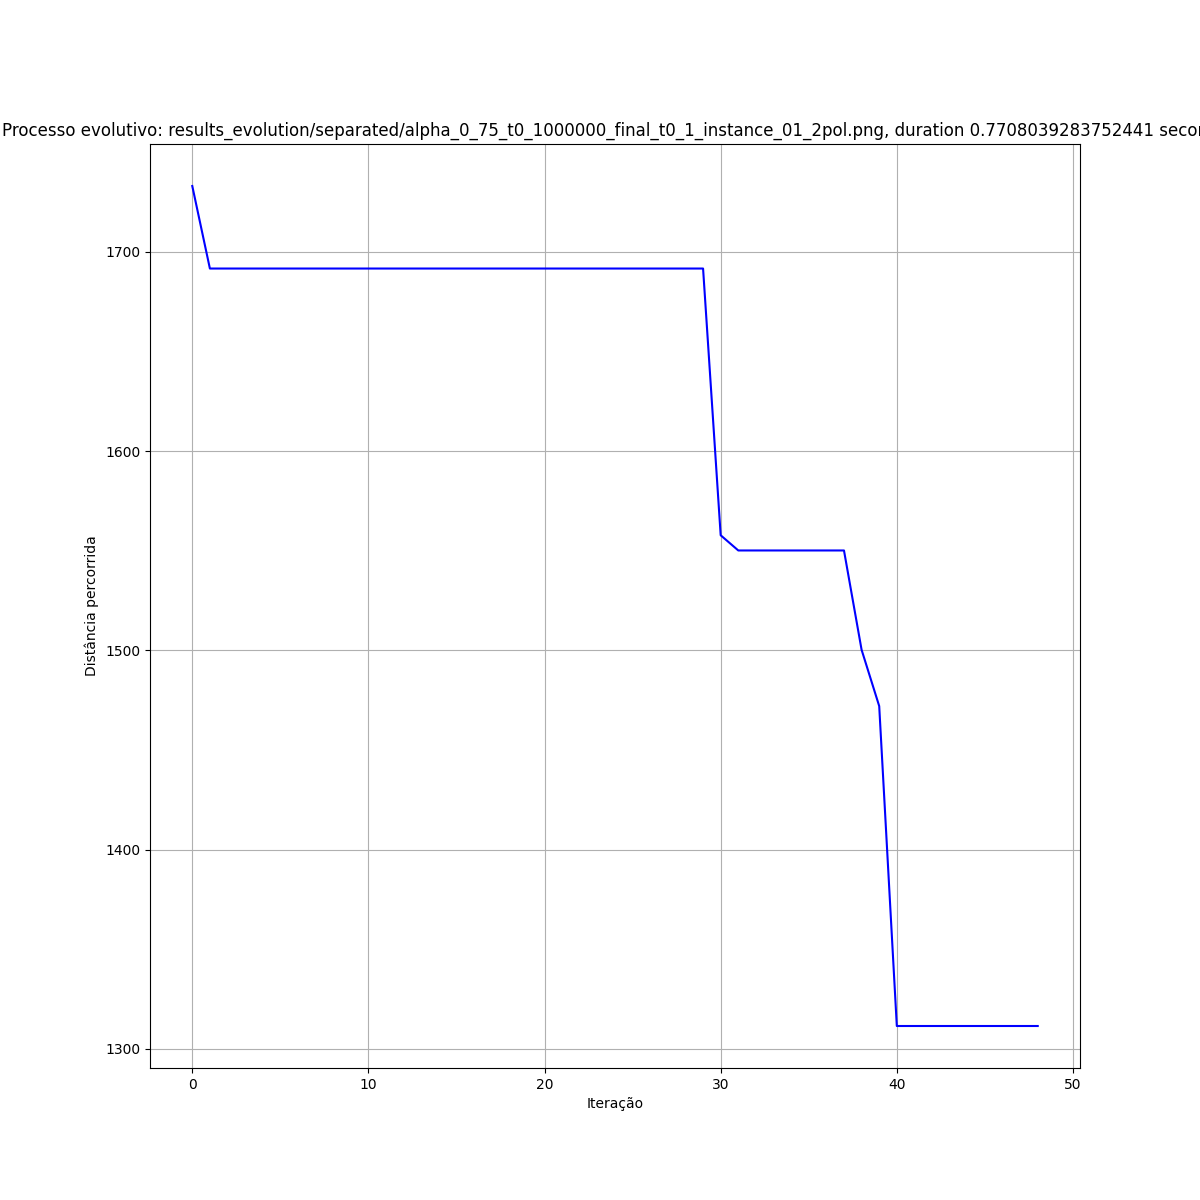 Processo evolutivo: results_evolution/separated/alpha_0_75_t0_1000000_final_t0_1_instance_01_2pol.png, duration 0.7708039283752441
1700
1600
1500
1400
1300
Distância percorrida
0 10 20 30 40 50
Iteração